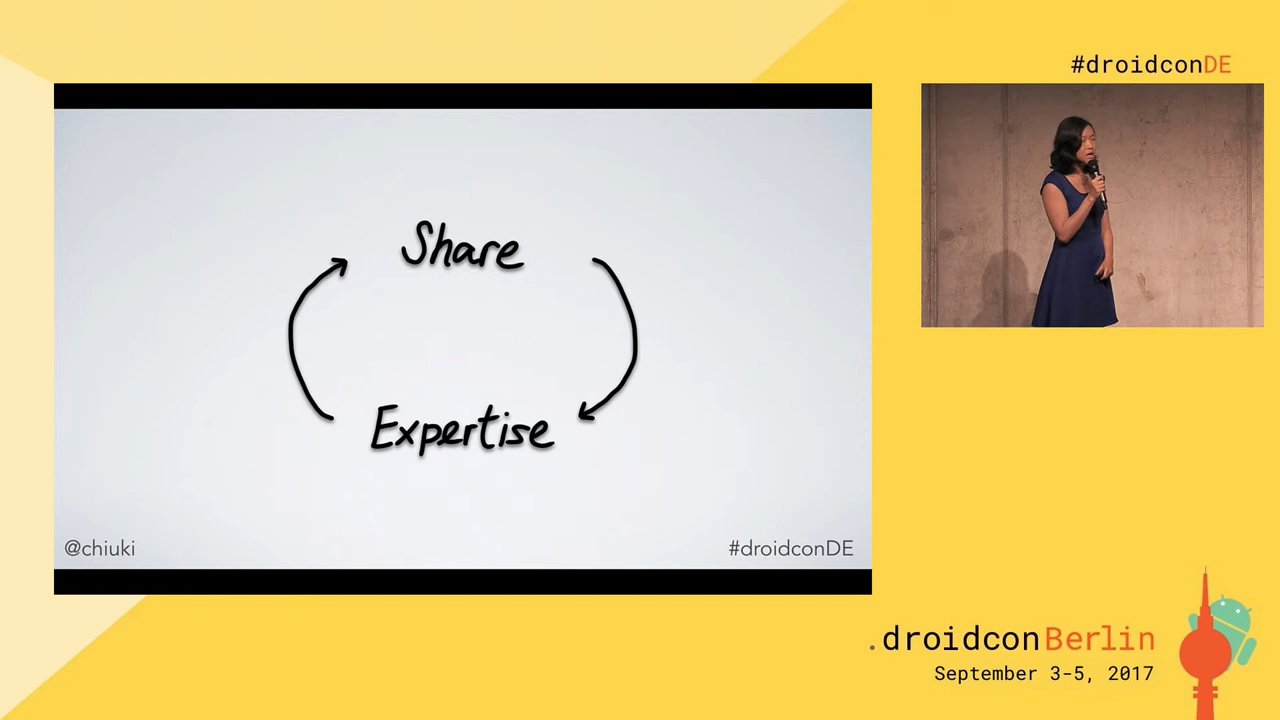 #droidconDE
Share
Expertise
@chiuki
#droidconDE
.droidconBerlin
September 3-5, 2017